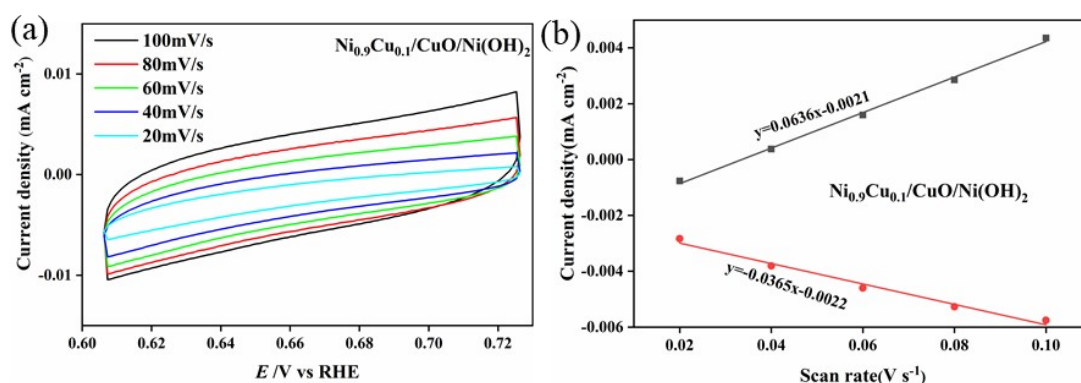 (a)
100mV/s
80mV/s
60mV/s
40mV/s
20mV/s
Ni0.9Cu0.1/CuO/Ni(OH)2
Current density (mA cm-2)
0.01
0.00
-0.01
0.60 0.62 0.64 0.66 0.68 0.70 0.72
E /V vs RHE
(b)
Current density(mA cm-2)
0.004
0.002
0.000
-0.002
-0.004
-0.006
y=0.0636x-0.0021
Ni0.9Cu0.1/CuO/Ni(OH)2
y=-0.0365x-0.0022
0.02 0.04 0.06 0.08 0.10
Scan rate(V s-1)